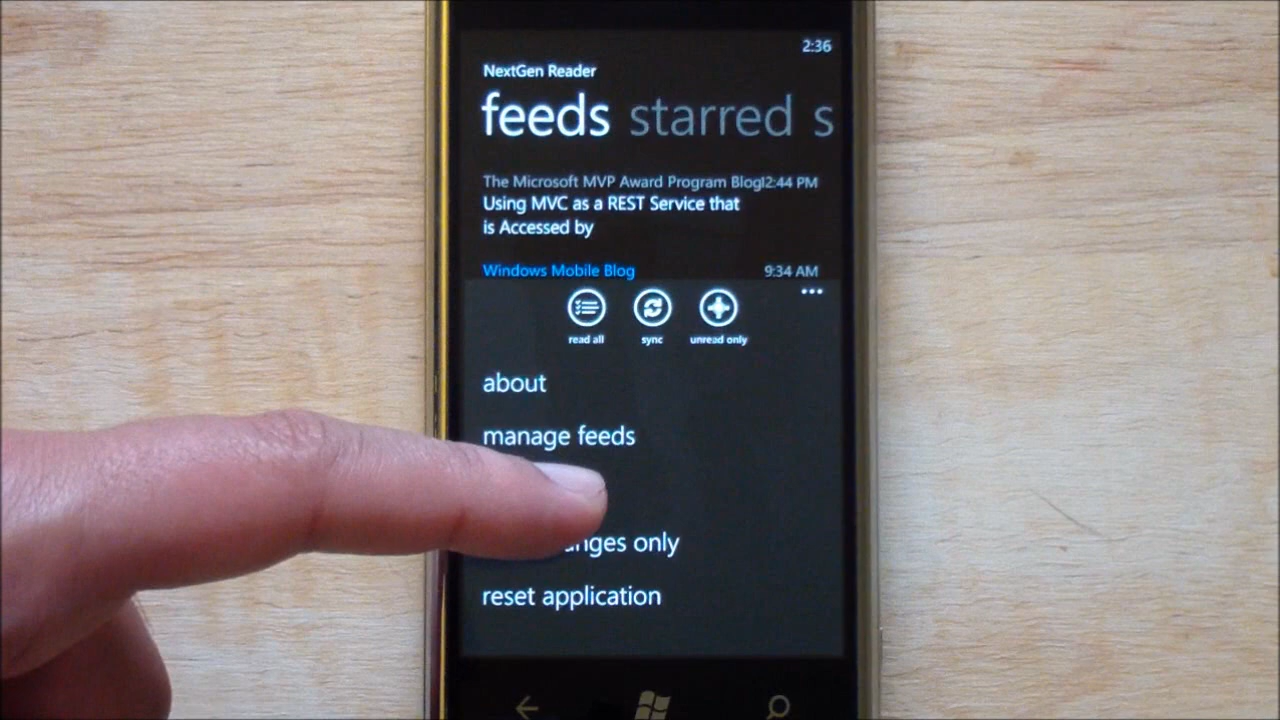 2:36
NextGen Reader
feeds starred s
The Microsoft MVP Award Program Blog12:44 PM
Using MVC as a REST Service that
is Accessed by
Windows Mobile Blog 9:34 AM
read all sync unread only
about
manage feeds
only
reset application